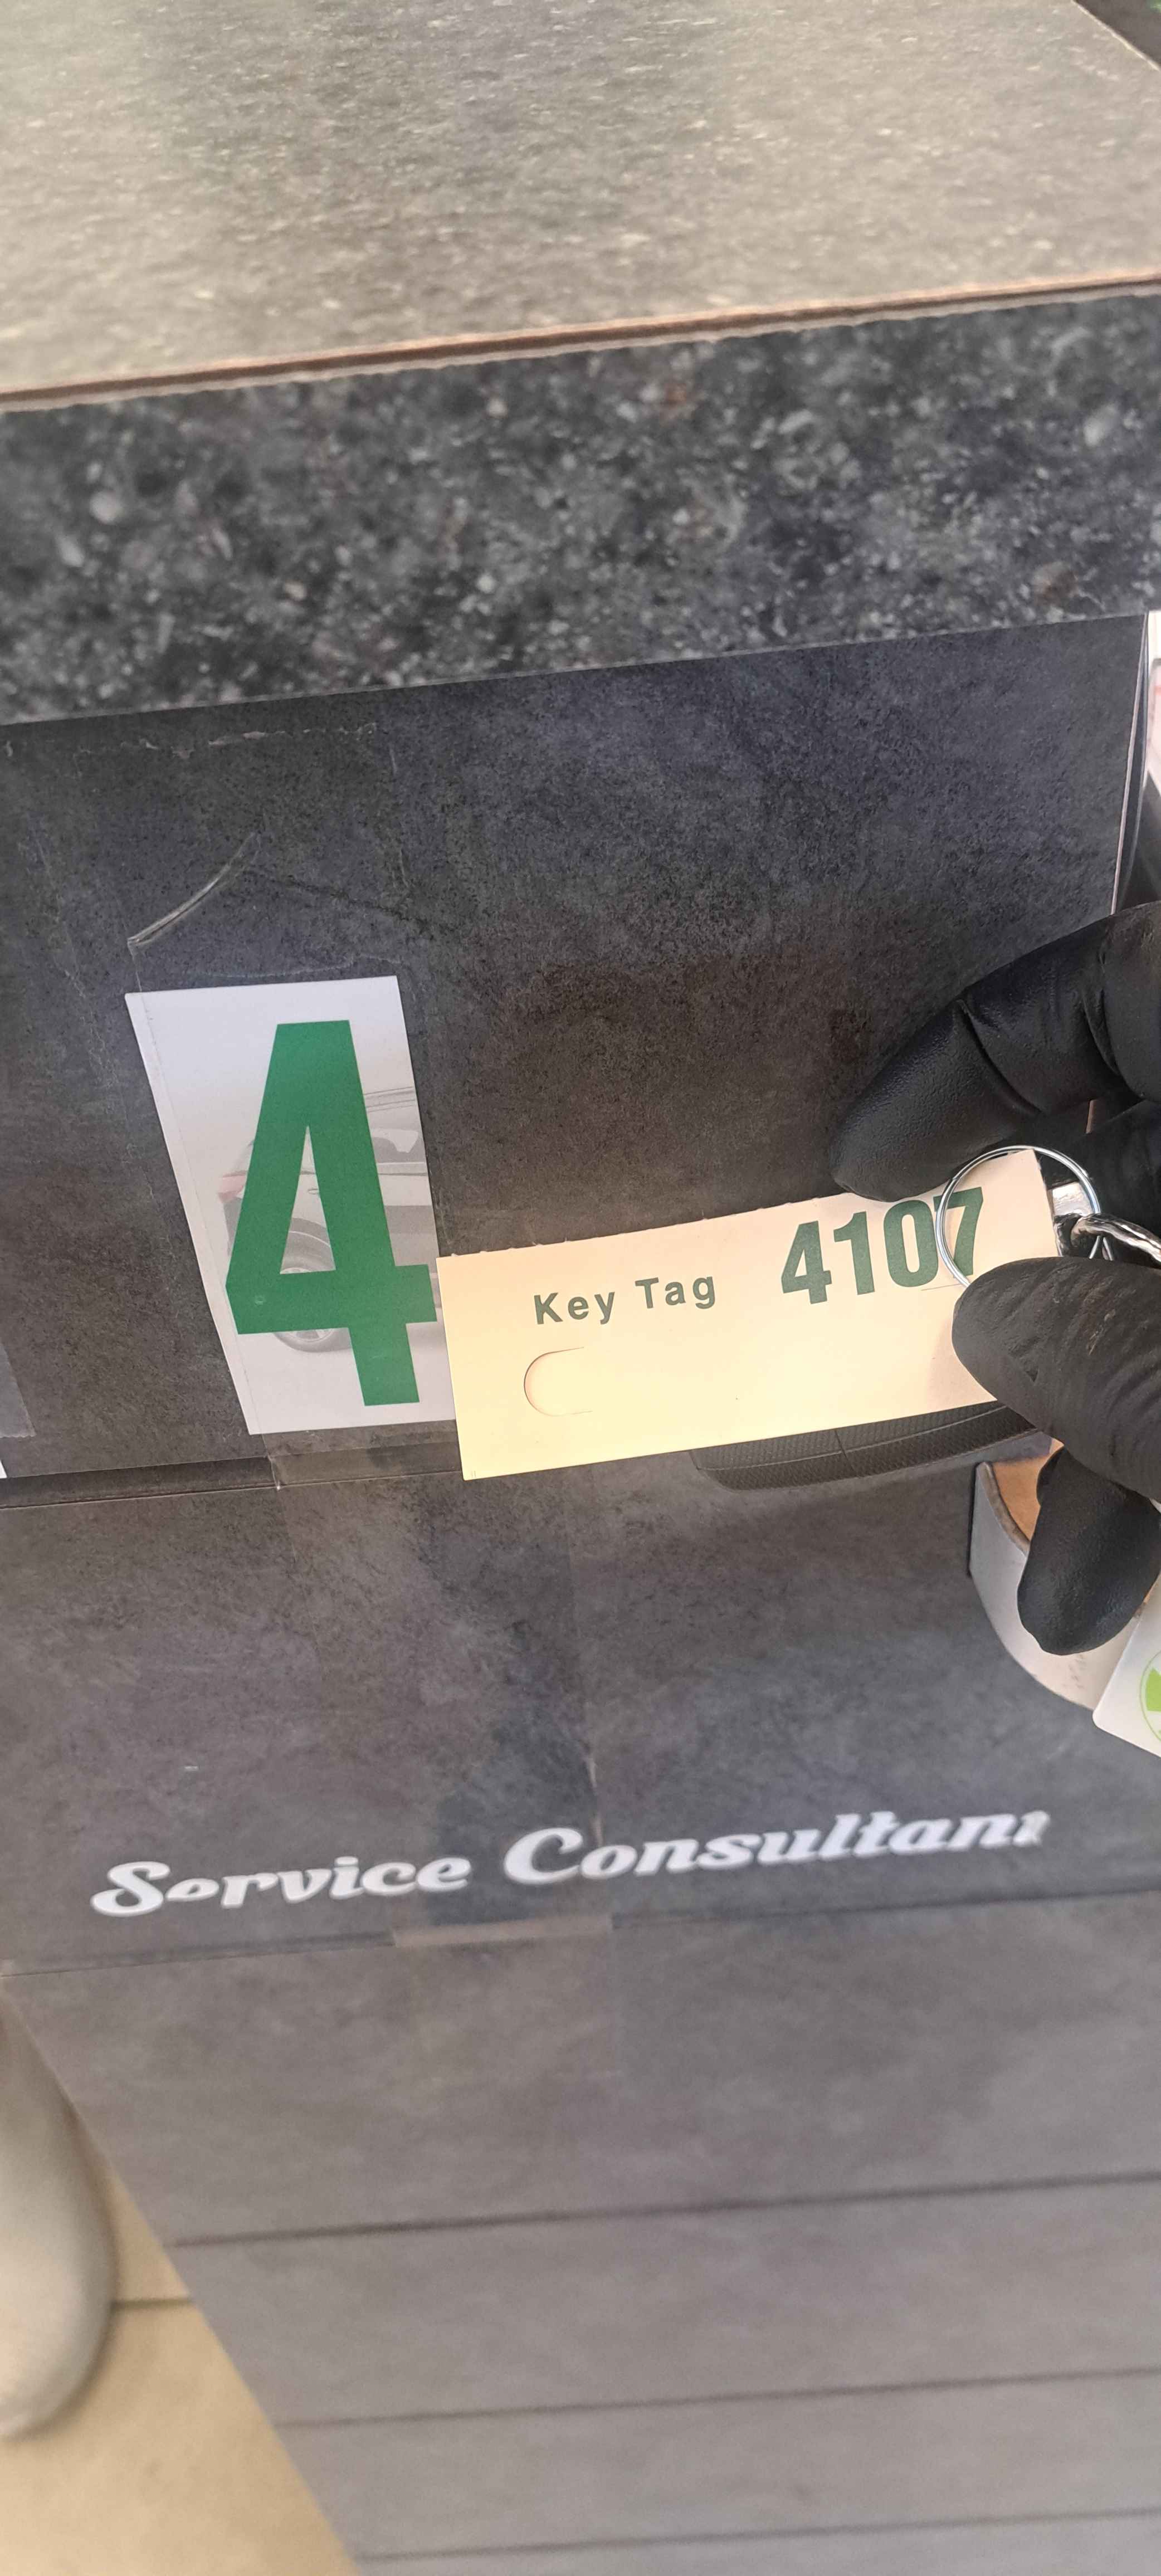 4
Key Tag 4107
Service Consultant